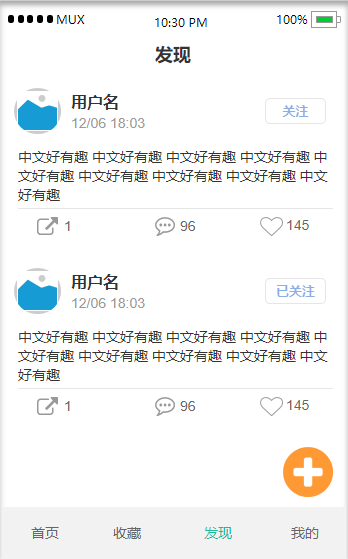 MUX 10:30 PM 100%
发现
用户名
12/06 18:03
关注
中文好有趣 中文好有趣 中文好有趣 中文好有趣 中
文好有趣 中文好有趣 中文好有趣 中文好有趣 中文
好有趣
1 96 145
用户名
12/06 18:03
已关注
中文好有趣 中文好有趣 中文好有趣 中文好有趣 中
文好有趣 中文好有趣 中文好有趣 中文好有趣 中文
好有趣
1 96 145
首页 收藏 发现 我的